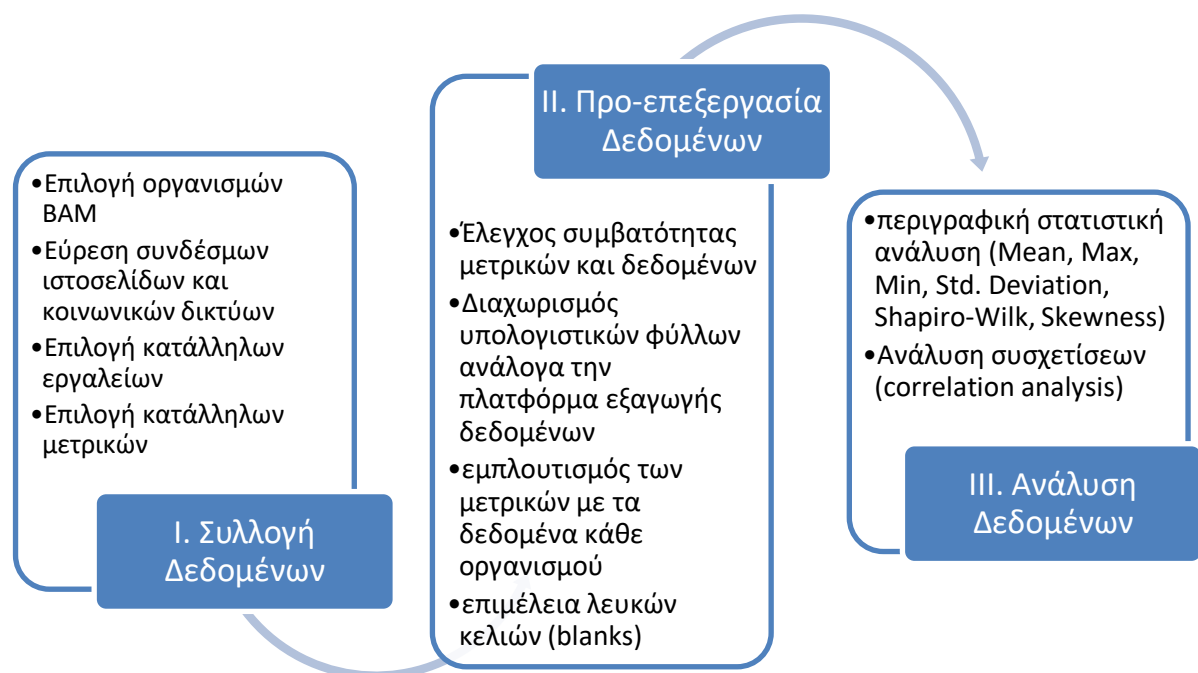 •Επιλογή οργανισμών
ΒΑΜ
•Εύρεση συνδέσμων
ιστοσελίδων και
κοινωνικών δικτύων
•Επιλογή κατάλληλων
εργαλείων
•Επιλογή κατάλληλων
μετρικών
Ι. Συλλογή
Δεδομένων
ΙΙ. Προ-επεξεργασία
Δεδομένων
•Έλεγχος συμβατότητας
μετρικών και δεδομένων
•Διαχωρισμός
υπολογιστικών φύλλων
ανάλογα την
πλατφόρμα εξαγωγής
δεδομένων
•εμπλουτισμός των
μετρικών με τα
δεδομένα κάθε
οργανισμού
•επιμέλεια λευκών
κελιών (blanks)
•περιγραφική στατιστική
ανάλυση (Mean, Max,
Min, Std. Deviation,
Shapiro-Wilk, Skewness)
•Ανάλυση συσχετίσεων
(correlation analysis)
ΙΙΙ. Ανάλυση
Δεδομένων